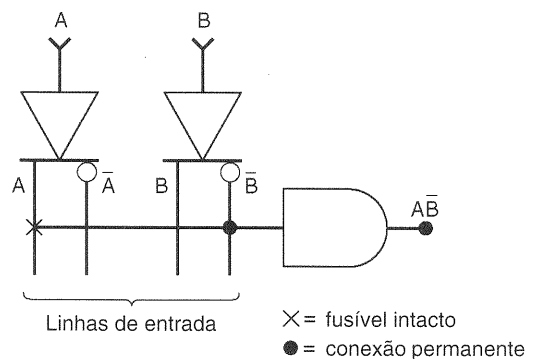 A B
A A̅ B B̅
AB̅
Linhas de entrada
× = fusível intacto
● = conexão permanente